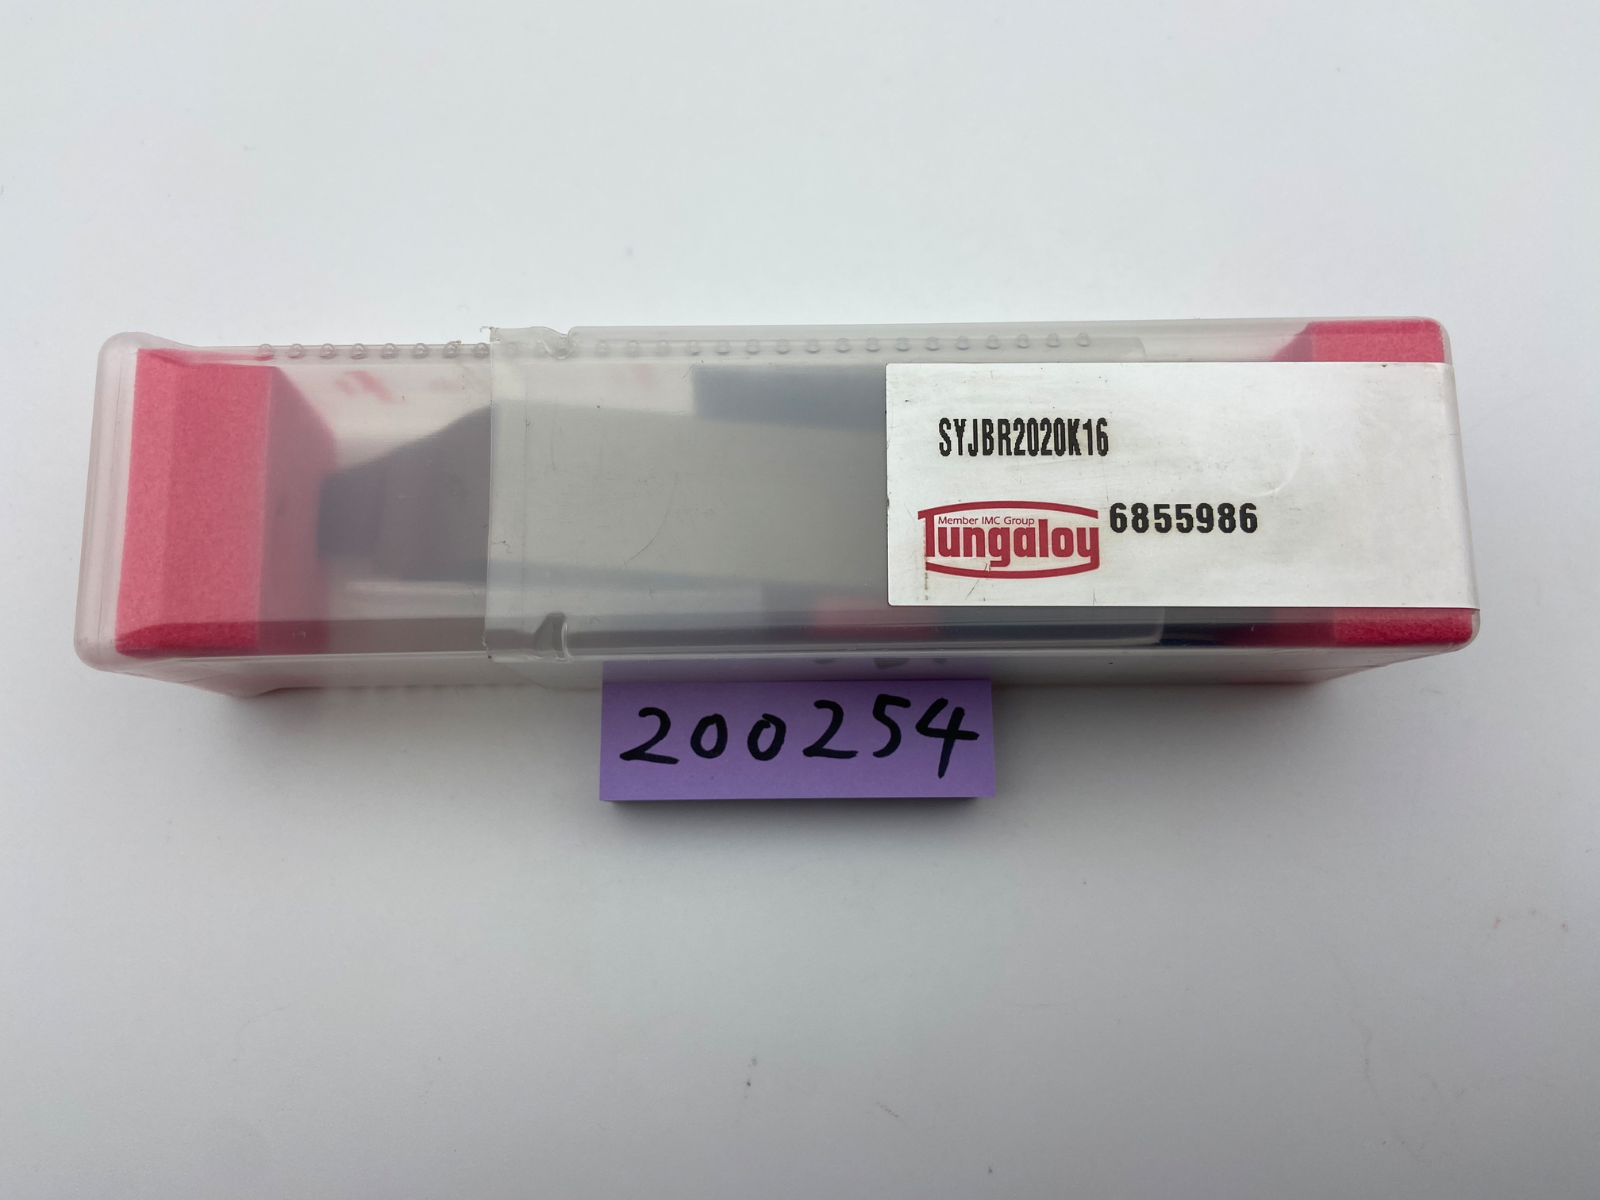 SYJBR2020K16
Member IMC Group
Tungaloy
6855986
200254